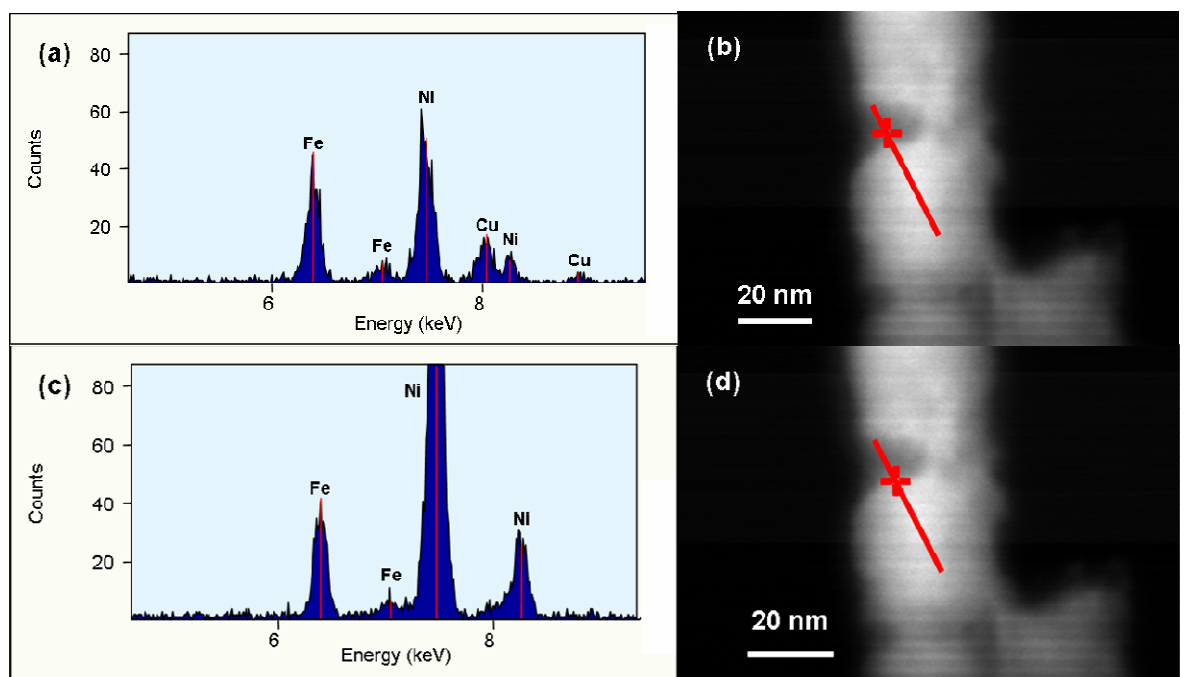 (a)
80
60
40
20
Counts
Fe
Fe
Ni
Cu
Ni
Cu
6
8
Energy (keV)
(b)
20 nm
(c)
80
60
40
20
Counts
Ni
Fe
Fe
Ni
6
8
Energy (keV)
(d)
20 nm